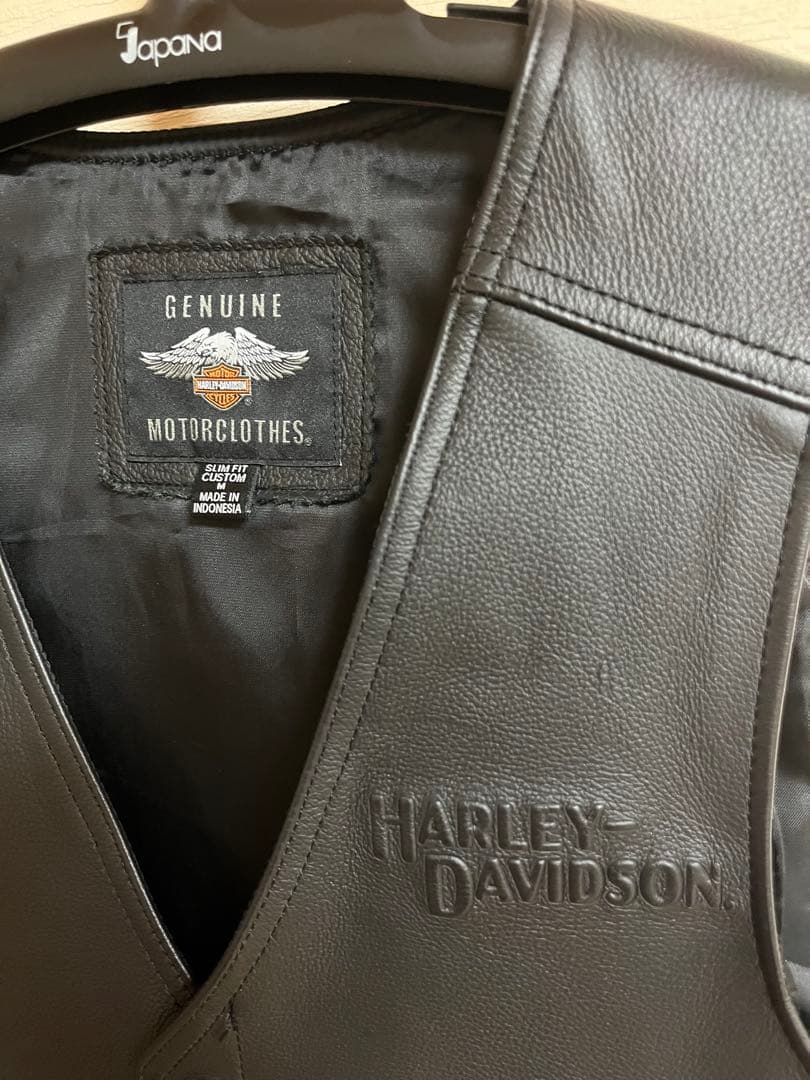 Japana
GENUINE
MOTOR
HARLEY-DAVIDSON
CYCLES
®
MOTORCLOTHES®
SLIM FIT
CUSTOM
M
MADE IN
INDONESIA
HARLEY-
DAVIDSON.